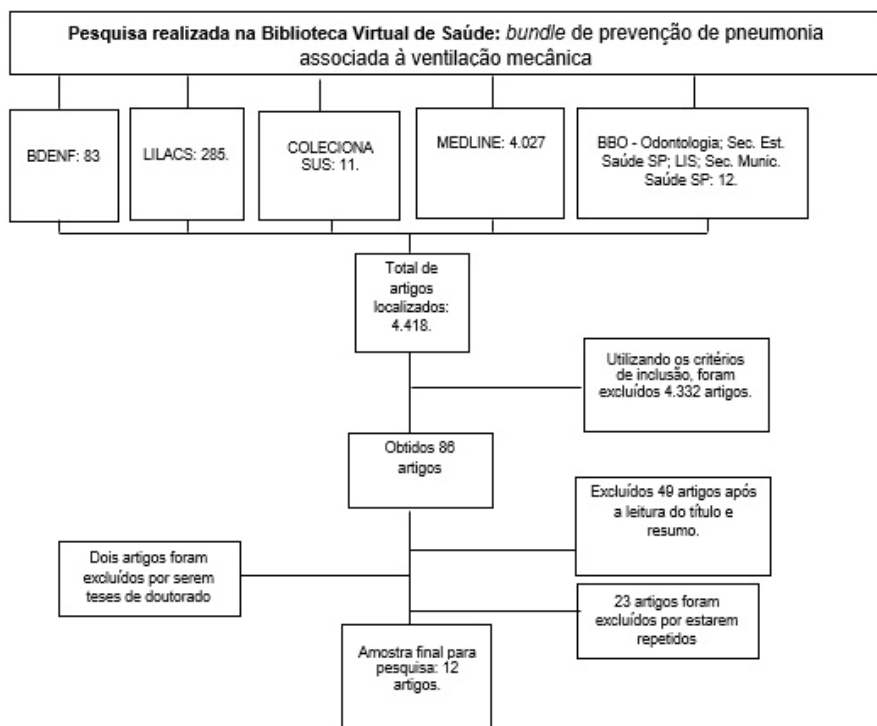 Pesquisa realizada na Biblioteca Virtual de Saúde: bundle de prevenção de pneumonia
associada à ventilação mecânica
BDENF: 83
LILACS: 285.
COLECIONA
SUS: 11.
MEDLINE: 4.027
BBO - Odontologia; Sec. Est.
Saúde SP; LIS; Sec. Munic.
Saúde SP: 12.
Total de
artigos
localizados:
4.418.
Utilizando os critérios
de inclusão, foram
excluídos 4.332 artigos.
Obtidos 86
artigos
Excluídos 49 artigos após
a leitura do título e
resumo.
Dois artigos foram
excluídos por serem
teses de doutorado
23 artigos foram
excluídos por estarem
repetidos
Amostra final para
pesquisa: 12
artigos.